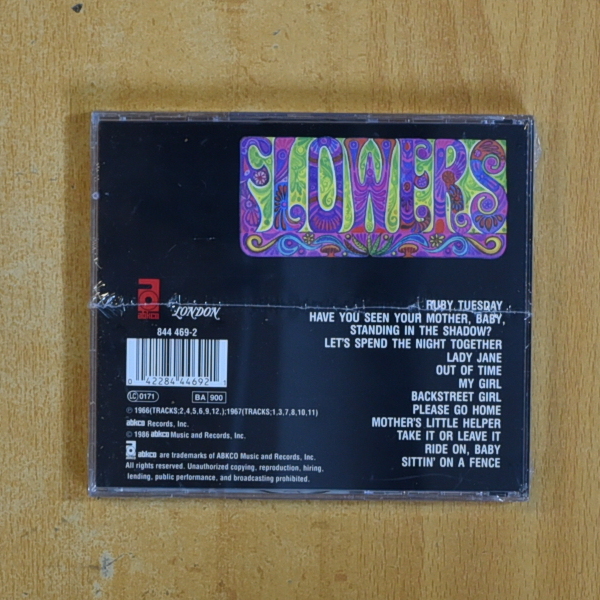 FLOWERS
RUBY TUESDAY
HAVE YOU SEEN YOUR MOTHER, BABY,
STANDING IN THE SHADOW?
LET'S SPEND THE NIGHT TOGETHER
LADY JANE
OUT OF TIME
MY GIRL
BACKSTREET GIRL
PLEASE GO HOME
MOTHER'S LITTLE HELPER
TAKE IT OR LEAVE IT
RIDE ON, BABY
SITTIN' ON A FENCE
abkco
LONDON
844 469-2
0 42284 44692
LC 0171
BA 900
℗ 1966(TRACKS;2,4,5,6,9,12,);1967(TRACKS;1,3,7,8,10,11)
abkco Records, Inc.
© 1986 abkco Music and Records, Inc.
abkco are trademarks of ABKCO Music and Records, Inc.
All rights reserved. Unauthorized copying, reproduction, hiring,
lending, public performance, and broadcasting prohibited.